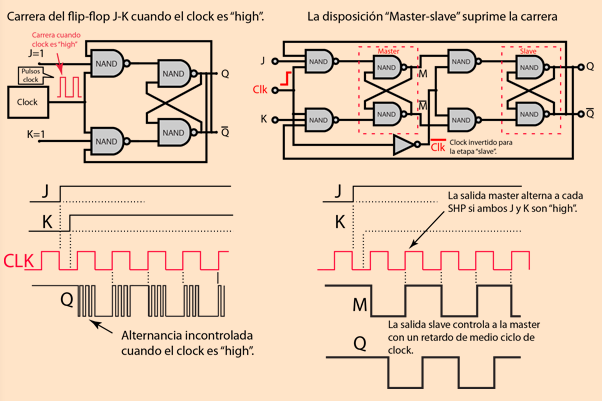 Carrera del flip-flop J-K cuando el clock es "high".
La disposición "Master-slave" suprime la carrera
Carrera cuando
clock es "high"
J=1
Pulsos
clock
Clock
K=1
NAND
NAND
NAND
NAND
Q
Q
J
Clk
K
NAND
NAND
Master
NAND
NAND
M
M
NAND
NAND
Slave
NAND
NAND
Q
Q
Clk
Clock invertido para
la etapa "slave".
J
K
CLK
Q
Alternancia incontrolada
cuando el clock es "high".
J
K
La salida master alterna a cada
SHP si ambos J y K son "high".
M
La salida slave controla a la master
con un retardo de medio ciclo de
clock.
Q